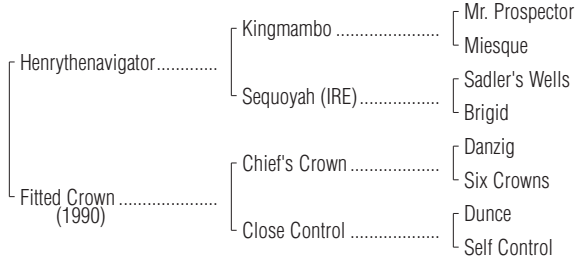 Mr. Prospector
Kingmambo ......................
Miesque
Henrythenavigator.............
Sadler's Wells
Sequoyah (IRE).................
Brigid
Danzig
Chief's Crown ...................
Six Crowns
Fitted Crown .....................
(1990)
Dunce
Close Control ...................
Self Control